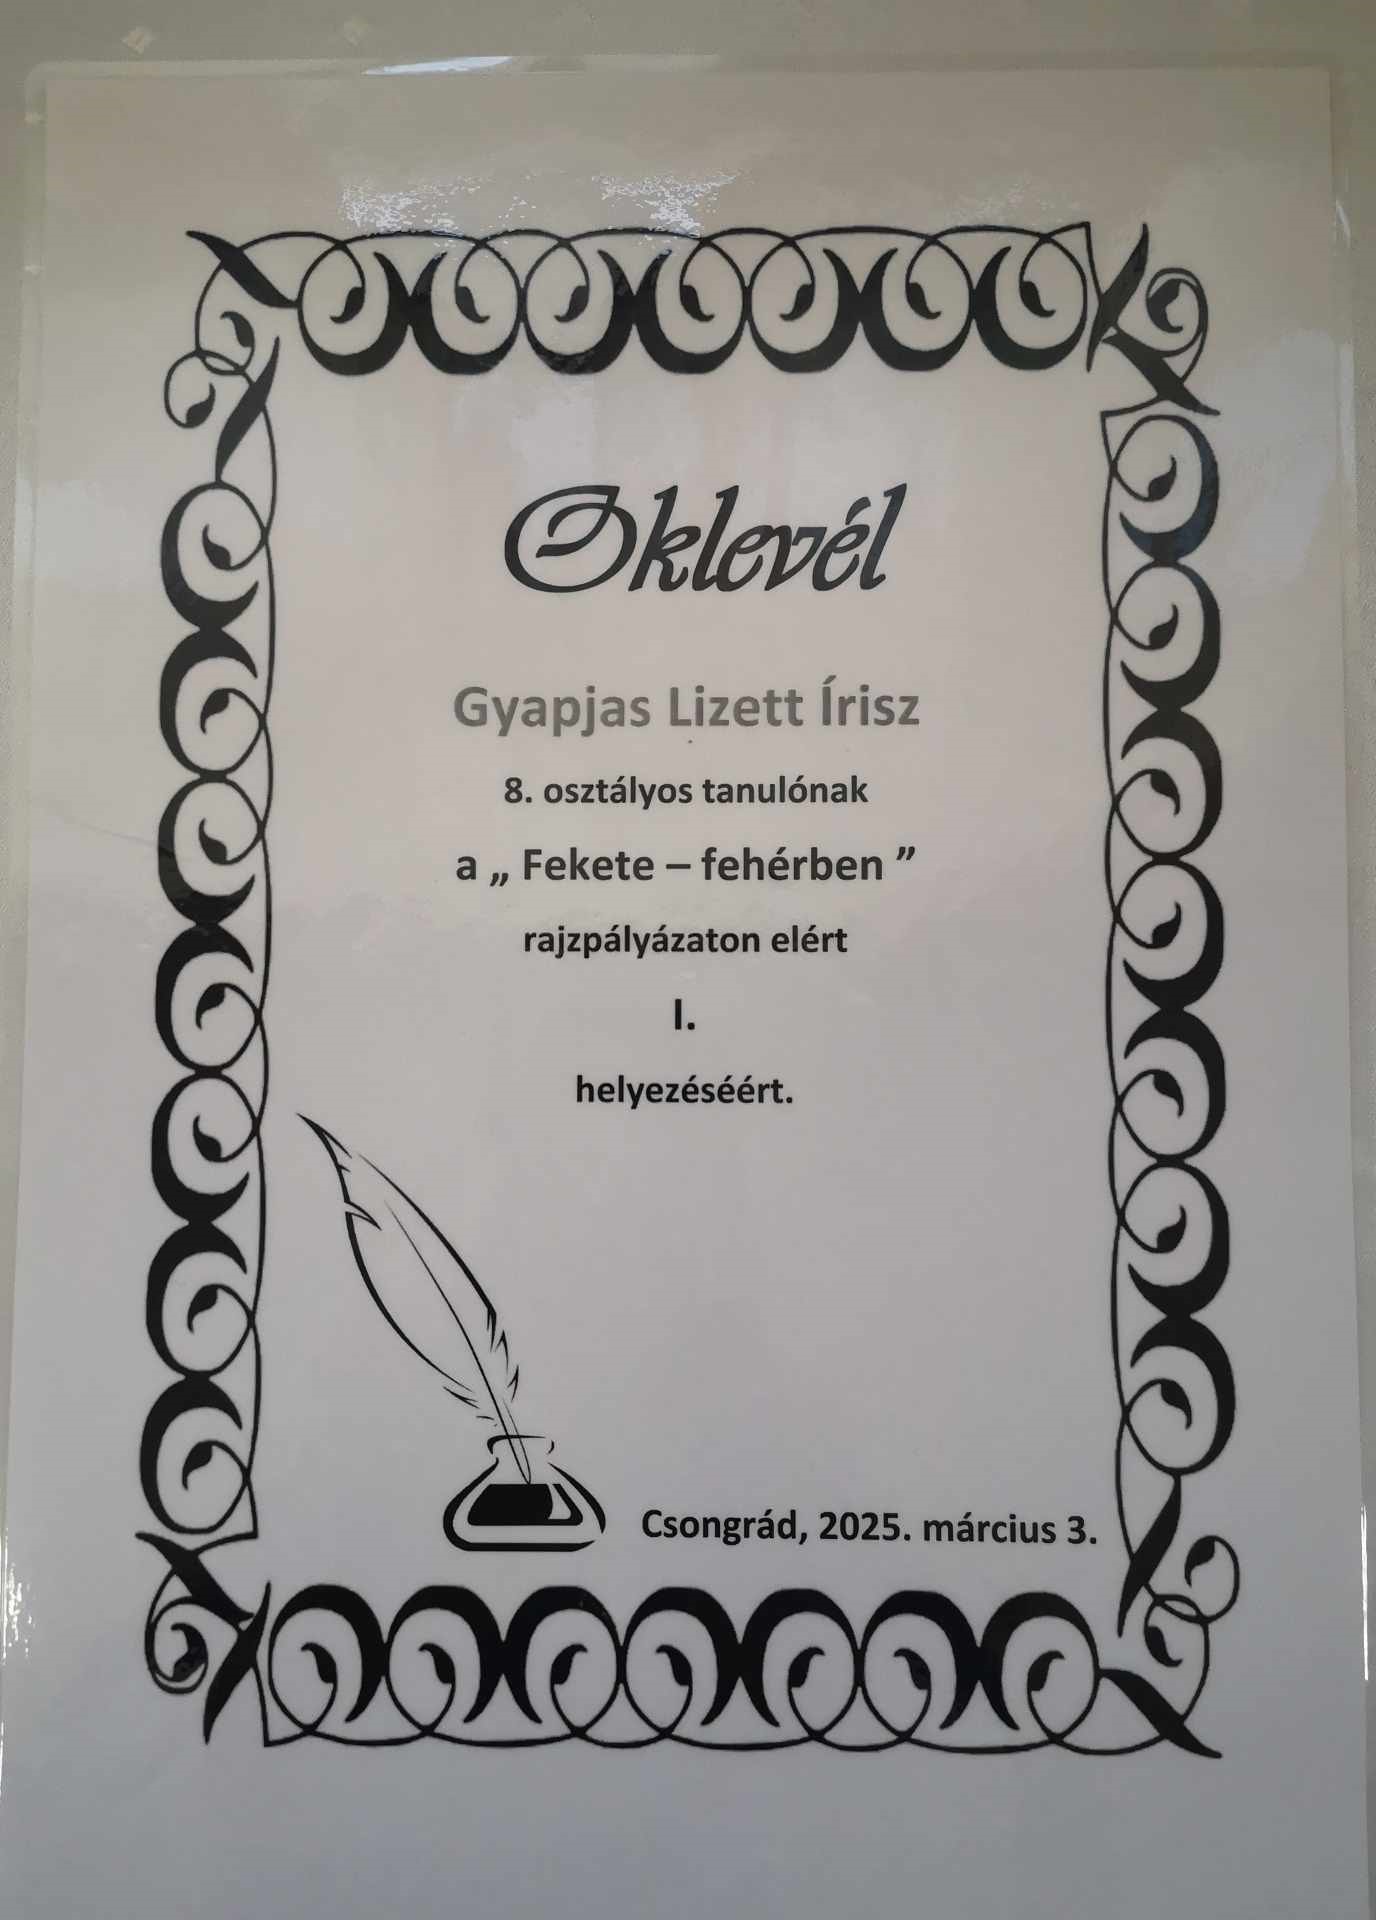 Oklevél
Gyapjas Lizett Írisz
8. osztályos tanulónak
a „ Fekete – fehérben ”
rajzpályázaton elért
I.
helyezéséért.
Csongrád, 2025. március 3.